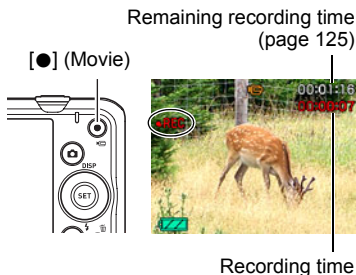 Remaining recording time
(page 125)
[●] (Movie)
00:01:16
00:00:07
●REC
DISP
SET
Recording time